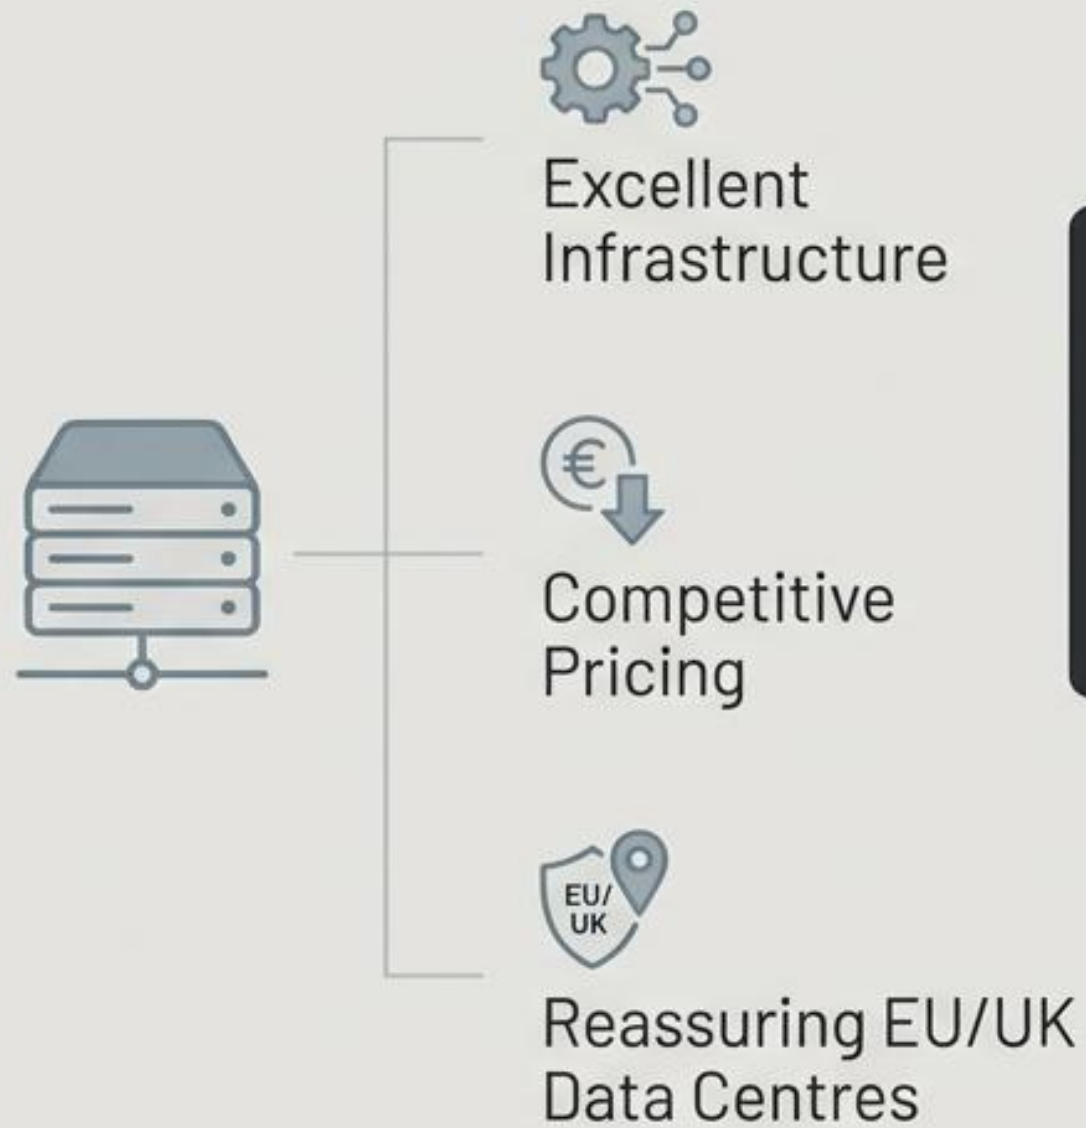 Excellent
Infrastructure
€
Competitive
Pricing
EU/
UK
Reassuring EU/UK
Data Centres